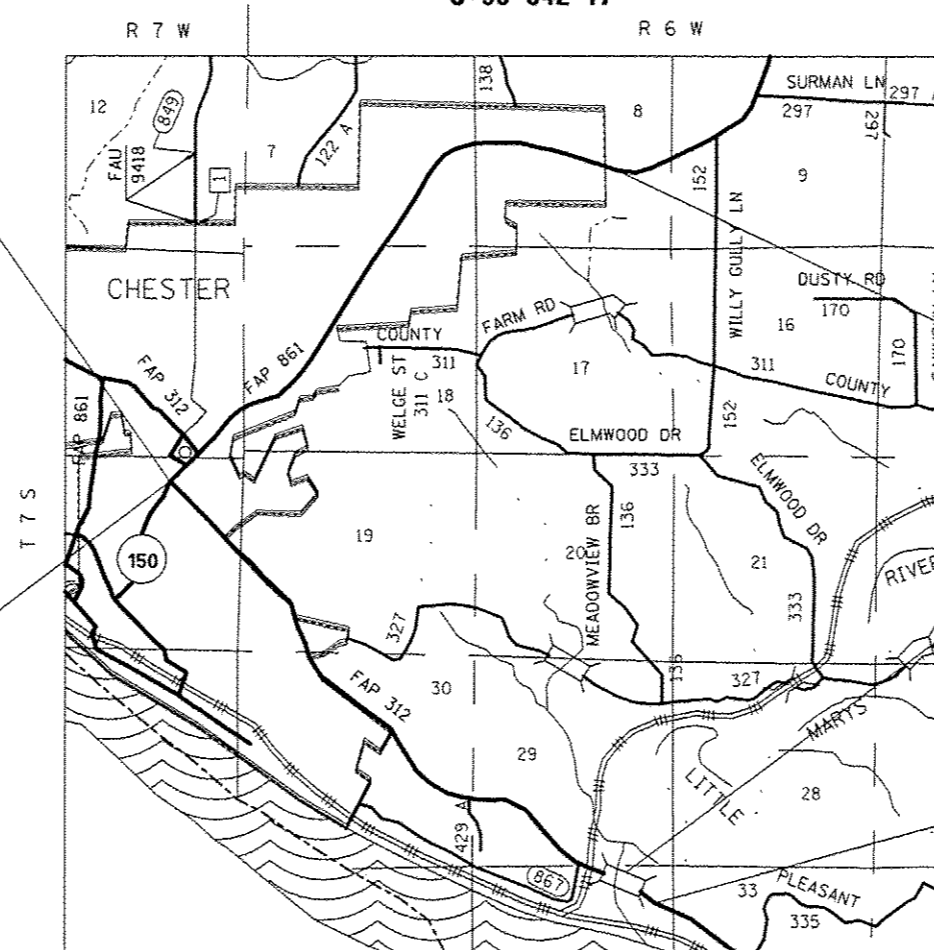 R 7 W
R 6 W
138
SURMAN LN
297
297
297
12
849
8
FAU
9418
122 A
7
1
152
9
WILLY GULLY LN
CHESTER
DUSTY RD
170
FARM RD
16
COUNTY
FAP 861
FAP 312
311
17
311
170
WELGE ST
311 C
18
COUNTY
FAP 861
136
152
ELMWOOD DR
333
ELMWOOD DR
T 7 S
136
19
150
20
MEADOWVIEW BR
21
RIVER
333
327
136
327
30
FAP 312
MARYS
29
LITTLE
28
429 A
867
33
PLEASANT
335